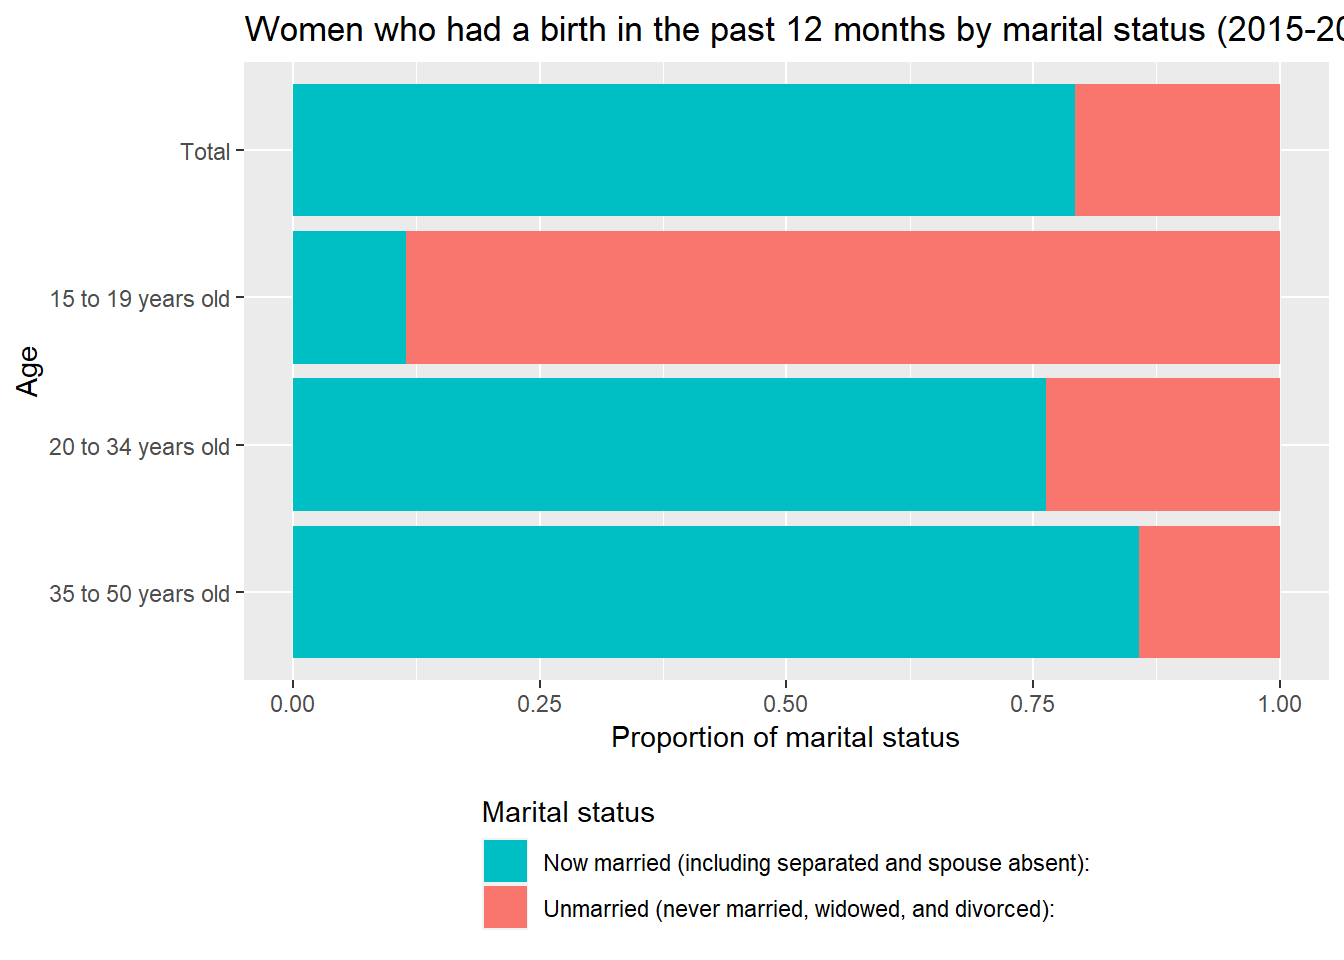 Women who had a birth in the past 12 months by marital status (2015-20
Total
15 to 19 years old
20 to 34 years old
35 to 50 years old
Age
0.00 0.25 0.50 0.75 1.00
Proportion of marital status
Marital status
Now married (including separated and spouse absent):
Unmarried (never married, widowed, and divorced):